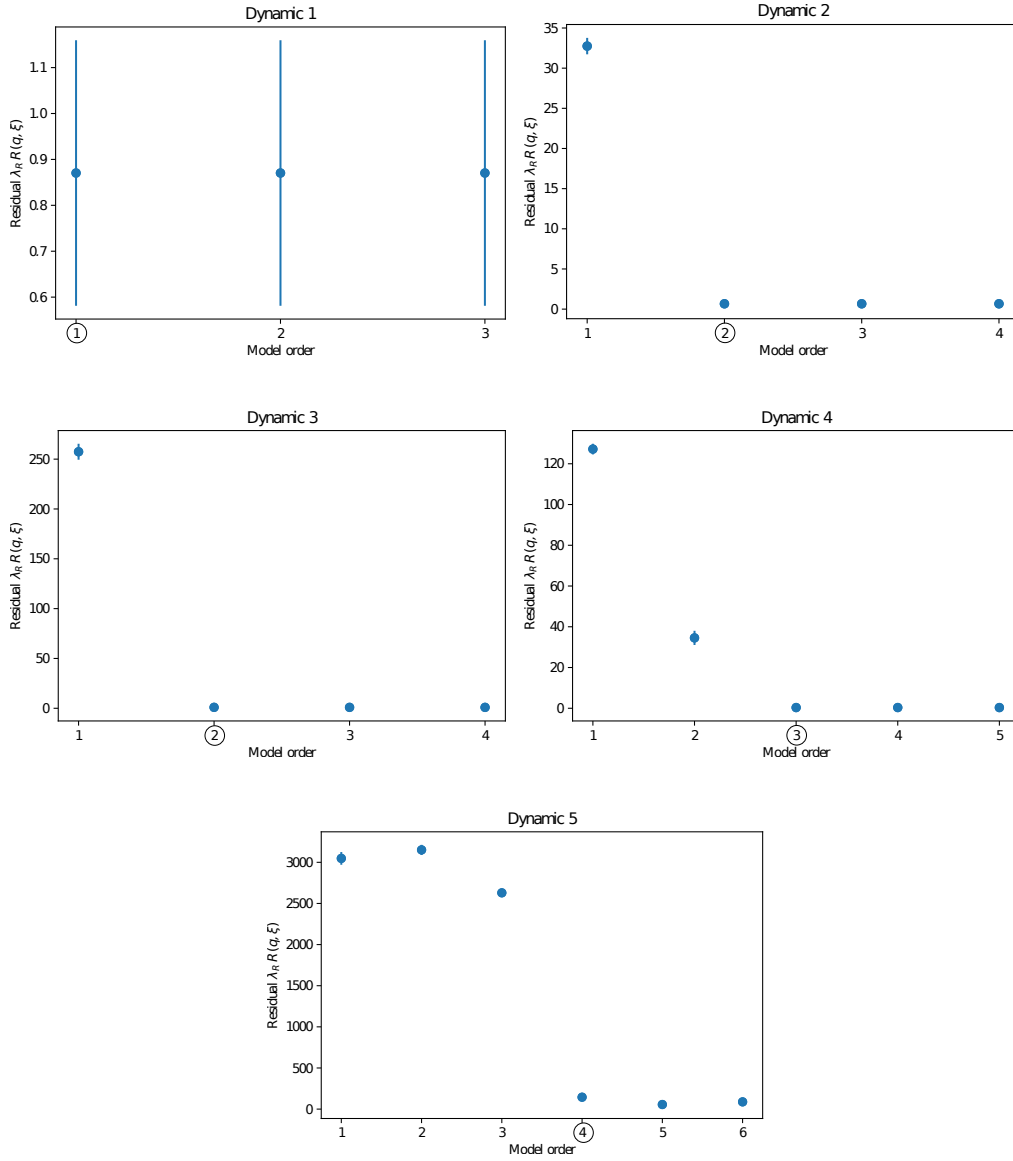 Dynamic 1
Residual λ_R R(q, ξ)
1.1
1.0
0.9
0.8
0.7
0.6
1 2 3
Model order
Dynamic 2
Residual λ_R R(q, ξ)
35
30
25
20
15
10
5
0
1 2 3 4
Model order
Dynamic 3
Residual λ_R R(q, ξ)
250
200
150
100
50
0
1 2 3 4
Model order
Dynamic 4
Residual λ_R R(q, ξ)
120
100
80
60
40
20
0
1 2 3 4 5
Model order
Dynamic 5
Residual λ_R R(q, ξ)
3000
2500
2000
1500
1000
500
0
1 2 3 4 5 6
Model order